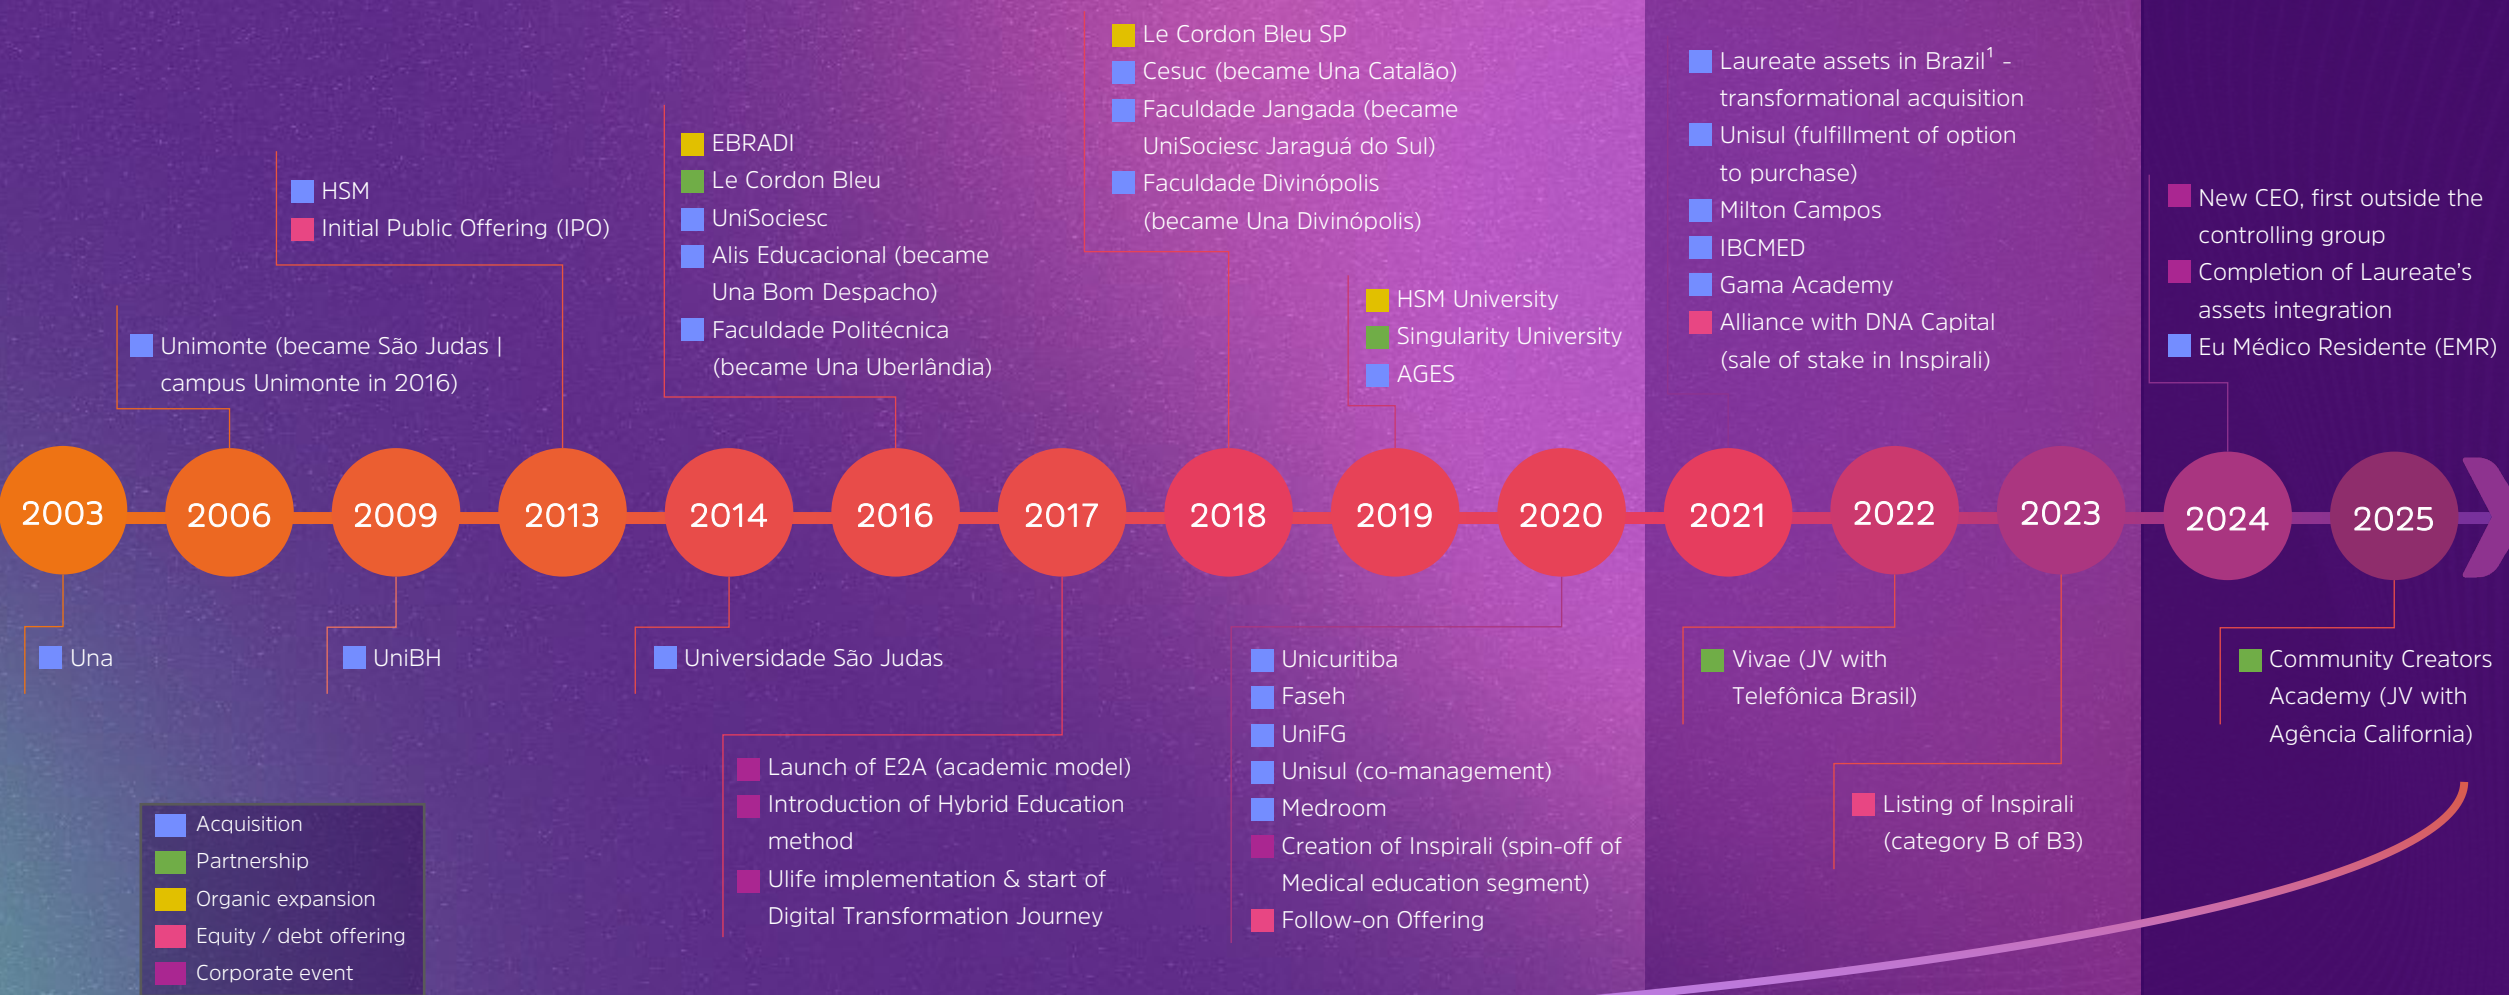 Le Cordon Bleu SP
Cesuc (became Una Catalão)
Faculdade Jangada (became
UniSociesc Jaraguá do Sul)
Faculdade Divinópolis
(became Una Divinópolis)
Laureate assets in Brazil¹ -
transformational acquisition
Unisul (fulfillment of option
to purchase)
Milton Campos
IBCMED
Gama Academy
Alliance with DNA Capital
(sale of stake in Inspirali)
EBRADI
Le Cordon Bleu
UniSociesc
Alis Educacional (became
Una Bom Despacho)
Faculdade Politécnica
(became Una Uberlândia)
HSM
Initial Public Offering (IPO)
New CEO, first outside the
controlling group
Completion of Laureate's
assets integration
Eu Médico Residente (EMR)
HSM University
Singularity University
AGES
Unimonte (became São Judas |
campus Unimonte in 2016)
2003
2006
2009
2013
2014
2016
2017
2018
2019
2020
2021
2022
2023
2024
2025
Una
UniBH
Universidade São Judas
Launch of E2A (academic model)
Introduction of Hybrid Education
method
Ulife implementation & start of
Digital Transformation Journey
Unicuritiba
Faseh
UniFG
Unisul (co-management)
Medroom
Creation of Inspirali (spin-off of
Medical education segment)
Follow-on Offering
Vivae (JV with
Telefônica Brasil)
Listing of Inspirali
(category B of B3)
Community Creators
Academy (JV with
Agência California)
Acquisition
Partnership
Organic expansion
Equity / debt offering
Corporate event